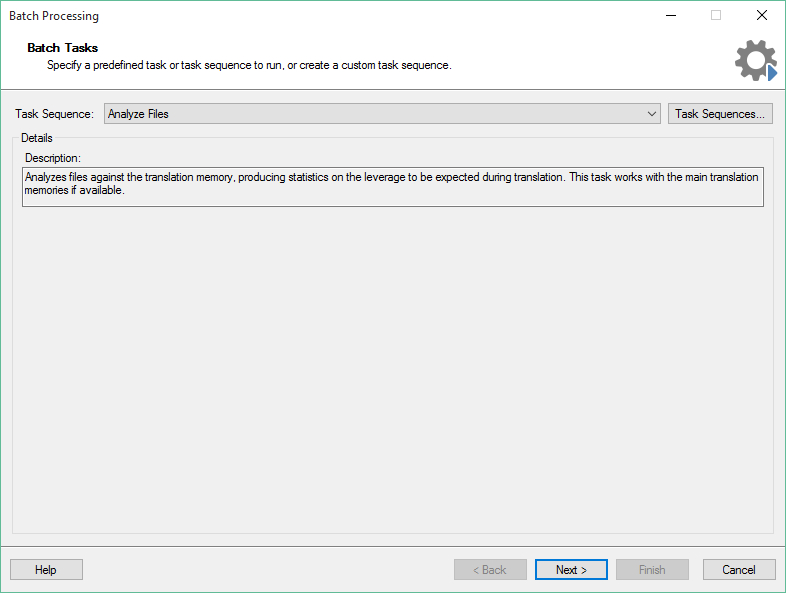 Batch Processing
Batch Tasks
Specify a predefined task or task sequence to run, or create a custom task sequence.
Task Sequence: Analyze Files Task Sequences...
Details
Description:
Analyzes files against the translation memory, producing statistics on the leverage to be expected during translation. This task works with the main translation
memories if available.
Help < Back Next > Finish Cancel